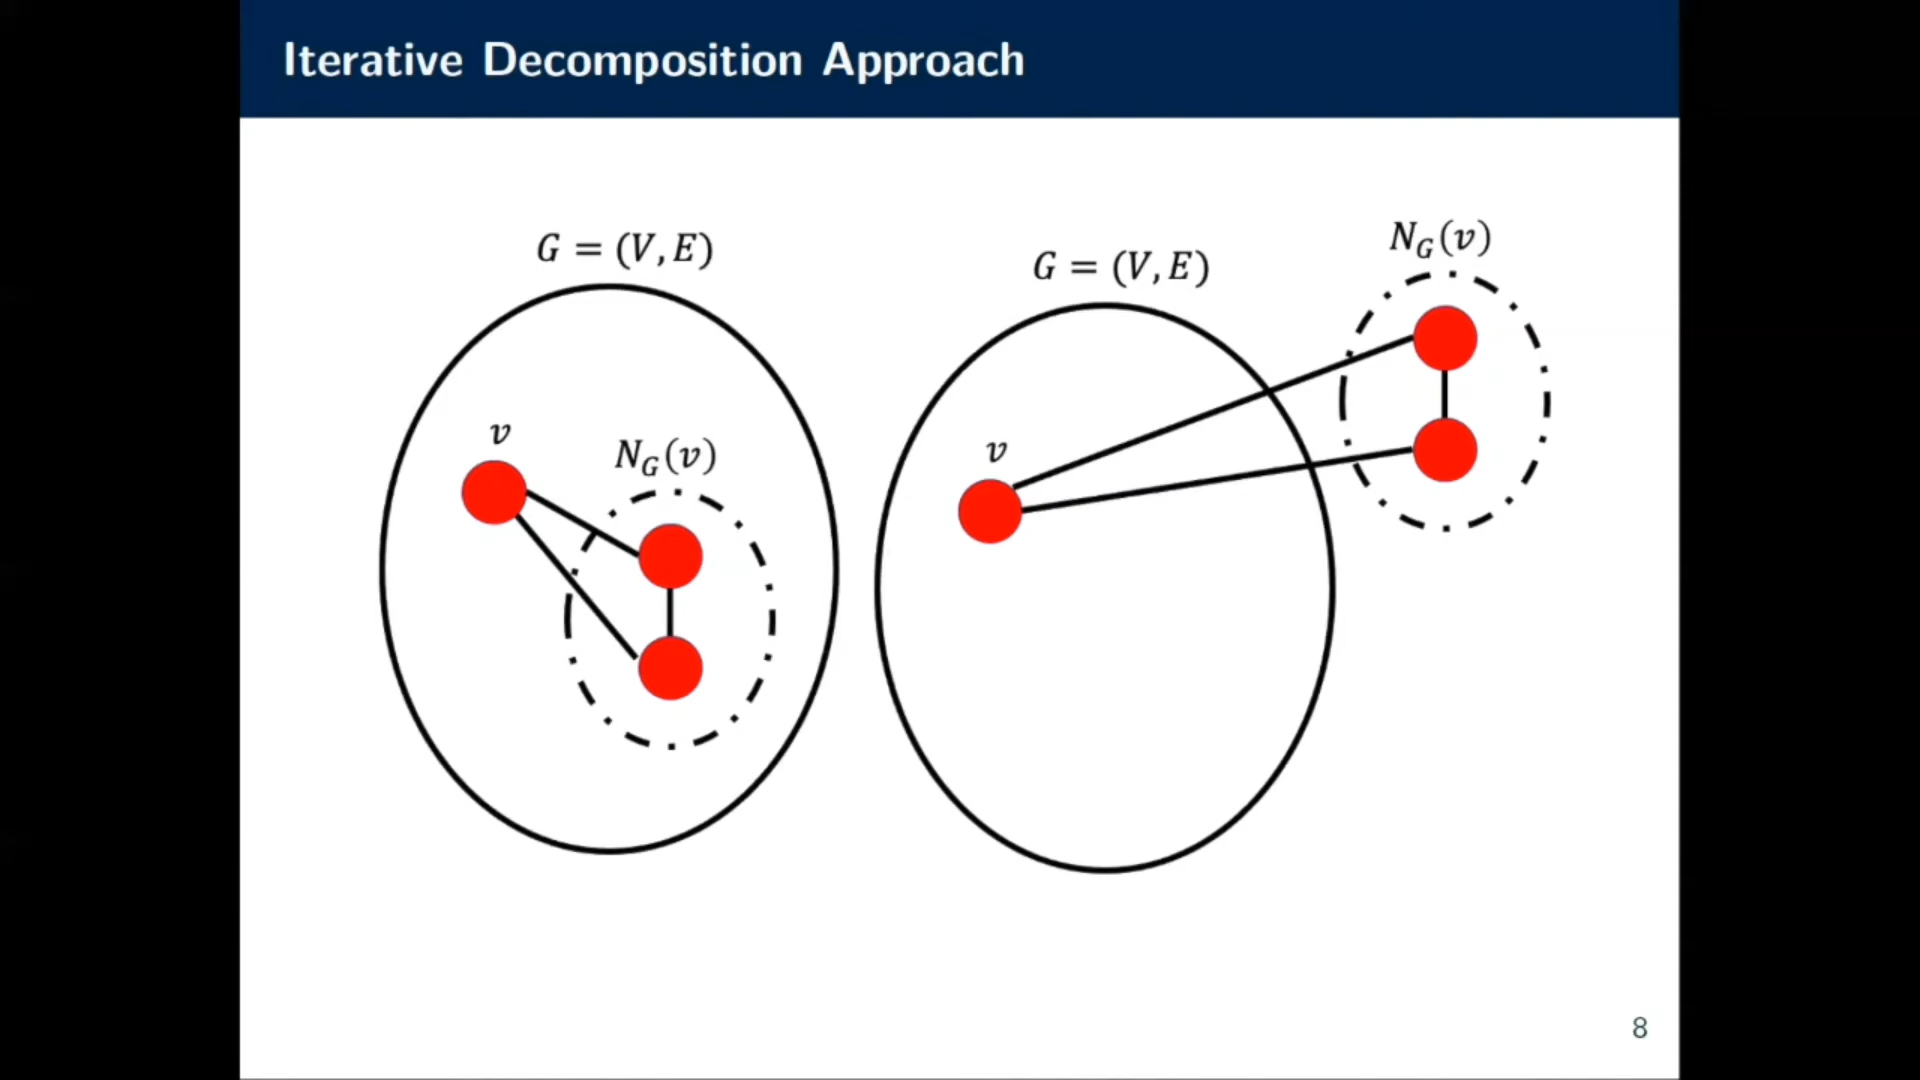 Iterative Decomposition Approach
G = (V, E)
v
N_G(v)
G = (V, E)
v
N_G(v)
8